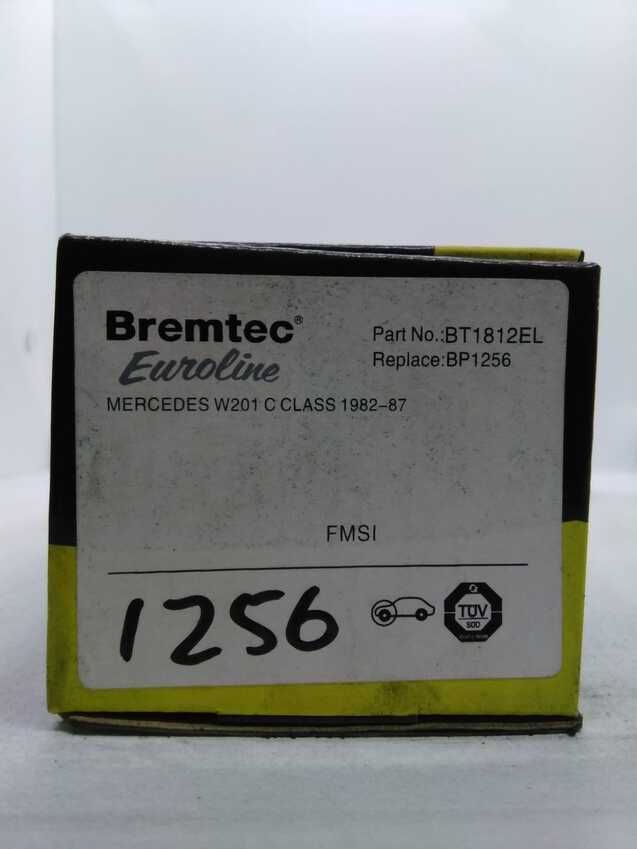 Bremtec®
Euroline
Part No.:BT1812EL
Replace:BP1256
MERCEDES W201 C CLASS 1982–87
FMSI
1256
TÜV
SÜD